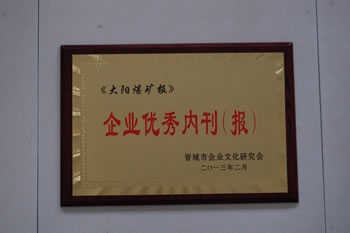 《大阳煤矿报》
企业优秀内刊(报)
晋城市企业文化研究会
二〇一三年二月